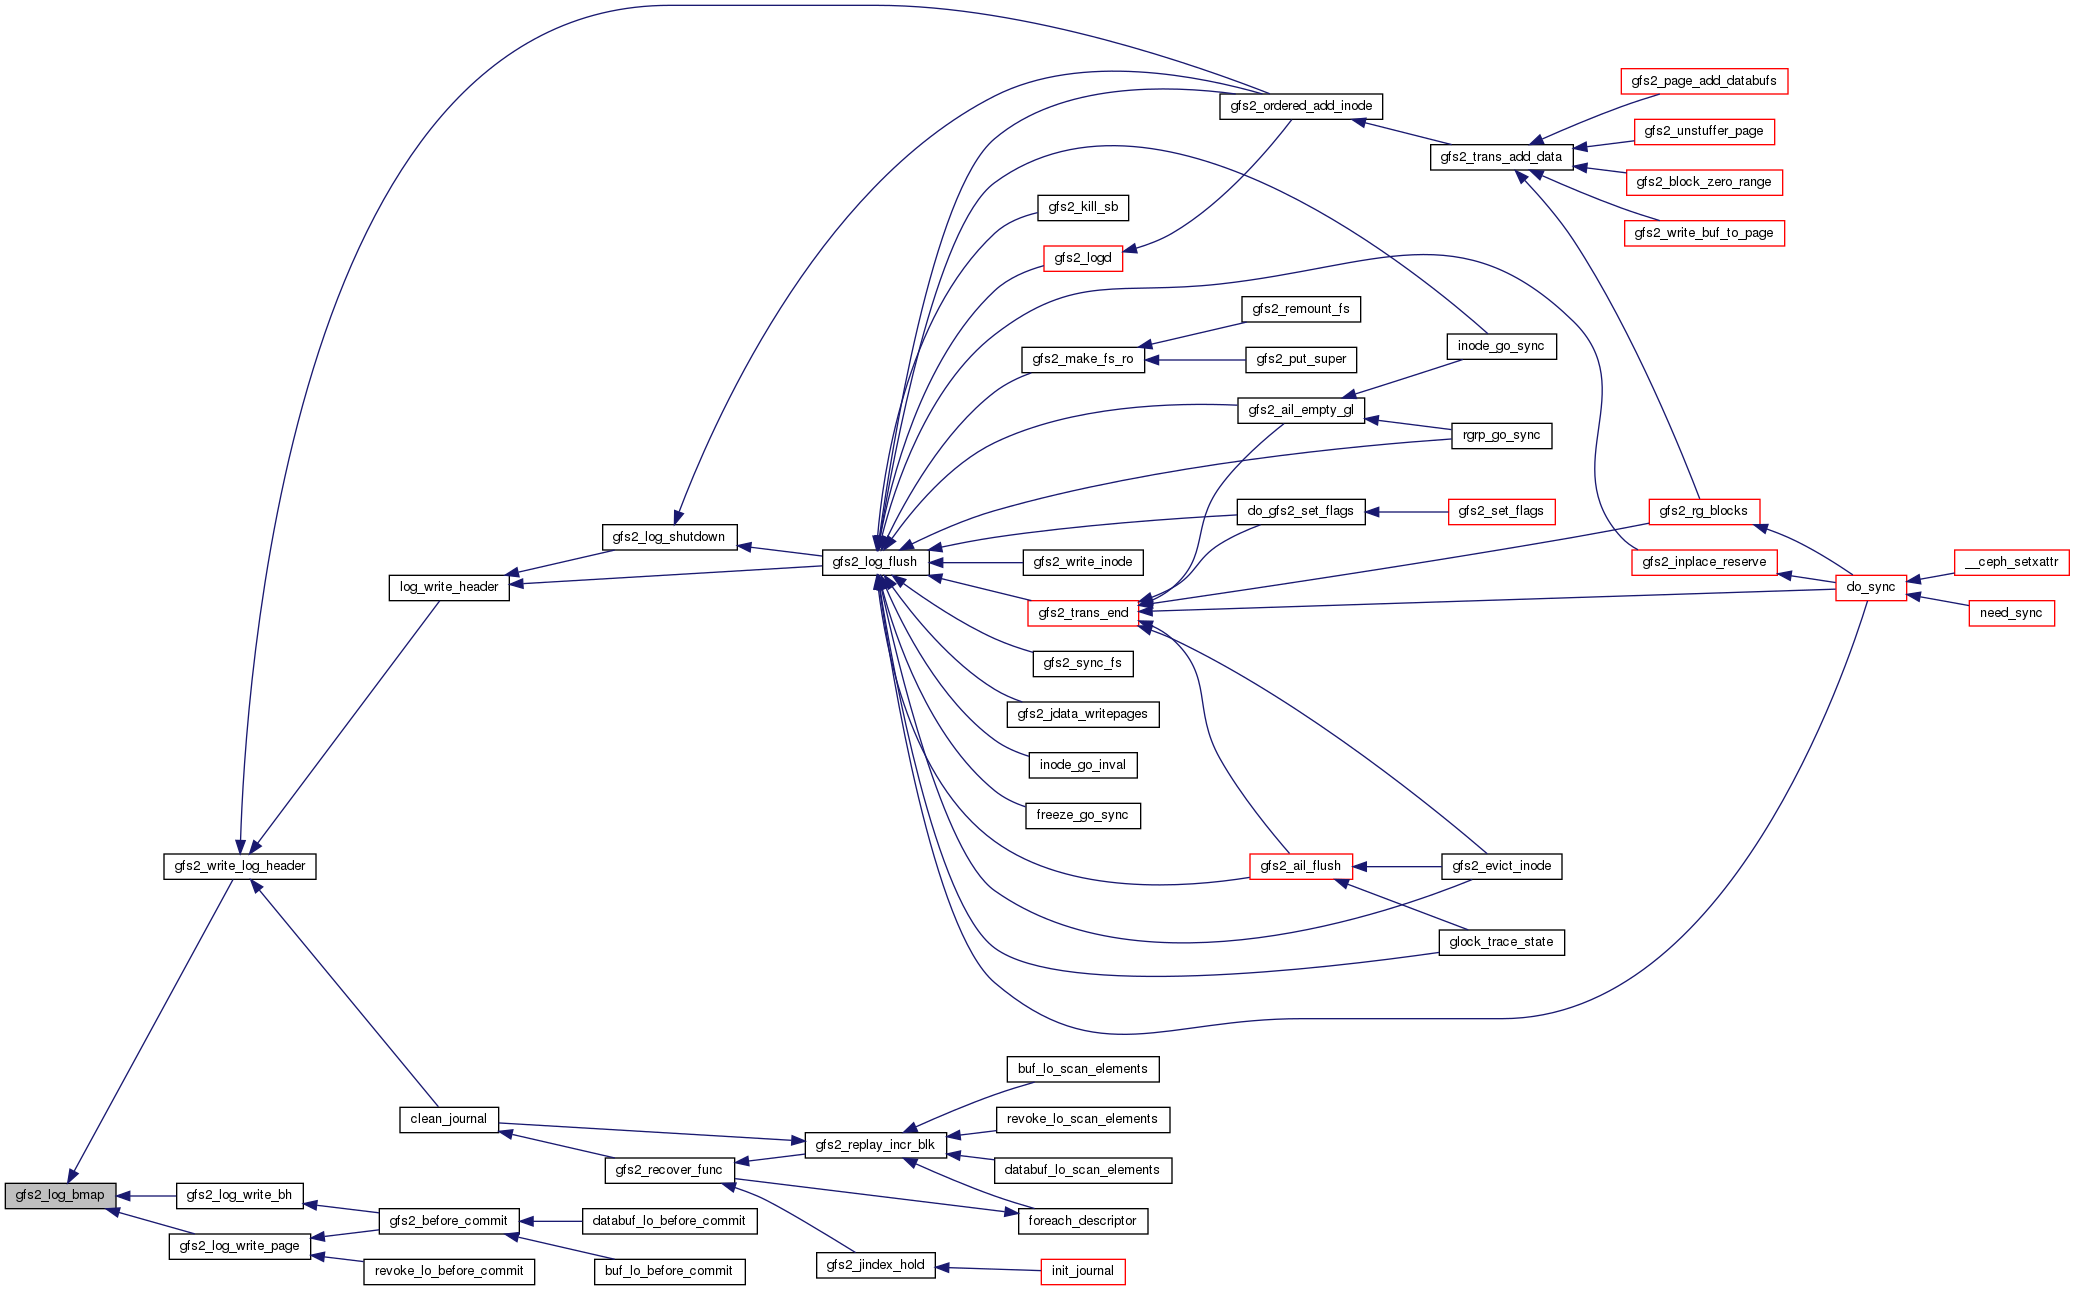 gfs2_log_bmap
gfs2_write_log_header
gfs2_log_write_bh
gfs2_log_write_page
log_write_header
clean_journal
gfs2_before_commit
revoke_lo_before_commit
gfs2_log_shutdown
gfs2_recover_func
databuf_lo_before_commit
buf_lo_before_commit
gfs2_log_flush
gfs2_replay_incr_blk
gfs2_jindex_hold
gfs2_kill_sb
gfs2_logd
gfs2_make_fs_ro
gfs2_write_inode
gfs2_trans_end
gfs2_sync_fs
gfs2_jdata_writepages
inode_go_inval
freeze_go_sync
buf_lo_scan_elements
revoke_lo_scan_elements
databuf_lo_scan_elements
foreach_descriptor
init_journal
gfs2_ordered_add_inode
gfs2_remount_fs
gfs2_put_super
gfs2_ail_empty_gl
do_gfs2_set_flags
gfs2_ail_flush
gfs2_trans_add_data
inode_go_sync
rgrp_go_sync
gfs2_set_flags
gfs2_evict_inode
glock_trace_state
gfs2_page_add_databufs
gfs2_unstuffer_page
gfs2_block_zero_range
gfs2_write_buf_to_page
gfs2_rg_blocks
gfs2_inplace_reserve
do_sync
__ceph_setxattr
need_sync